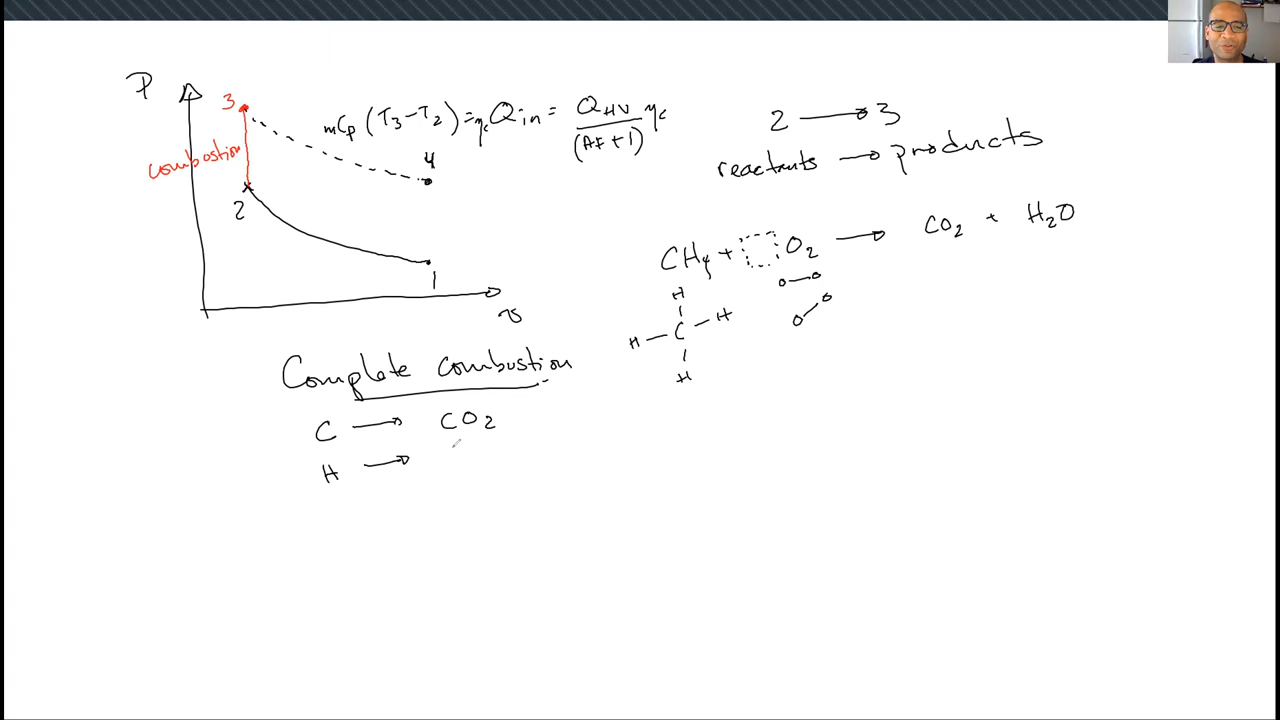 P
3
mCp (T3-T2) = ηc Qin = QHV/(AF+1) ηc
combustion
4
2
1
v
2 → 3
reactants → products
CH4 + O2 → CO2 + H2O
H
H - C - H
H
Complete combustion
C → CO2
H →